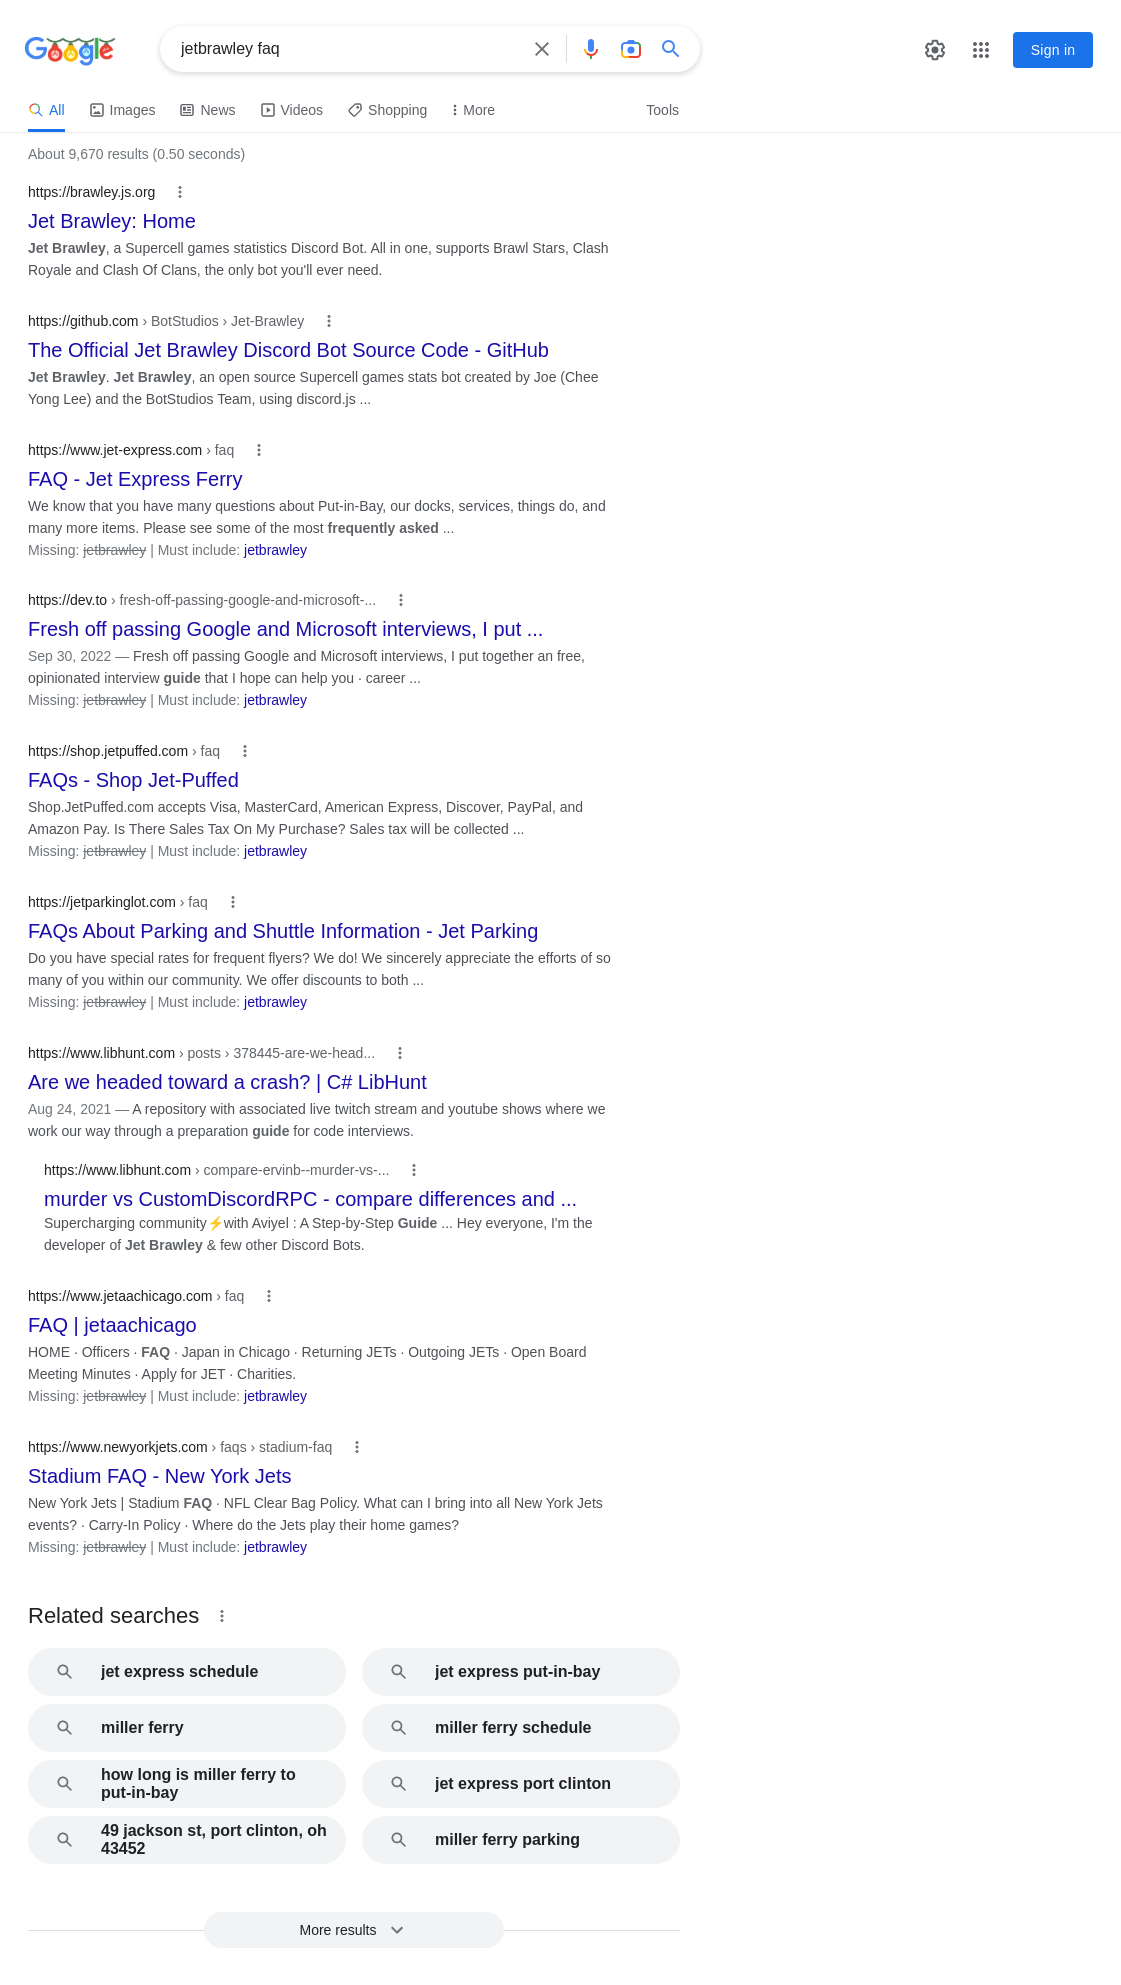 Google
jetbrawley faq
Sign in
All
Images
News
Videos
Shopping
More
Tools
About 9,670 results (0.50 seconds)
https://brawley.js.org
Jet Brawley: Home
Jet Brawley, a Supercell games statistics Discord Bot. All in one, supports Brawl Stars, Clash
Royale and Clash Of Clans, the only bot you'll ever need.
https://github.com › BotStudios › Jet-Brawley
The Official Jet Brawley Discord Bot Source Code - GitHub
Jet Brawley. Jet Brawley, an open source Supercell games stats bot created by Joe (Chee
Yong Lee) and the BotStudios Team, using discord.js ...
https://www.jet-express.com › faq
FAQ - Jet Express Ferry
We know that you have many questions about Put-in-Bay, our docks, services, things do, and
many more items. Please see some of the most frequently asked ...
Missing: jetbrawley | Must include: jetbrawley
https://dev.to › fresh-off-passing-google-and-microsoft-...
Fresh off passing Google and Microsoft interviews, I put ...
Sep 30, 2022 — Fresh off passing Google and Microsoft interviews, I put together an free,
opinionated interview guide that I hope can help you · career ...
Missing: jetbrawley | Must include: jetbrawley
https://shop.jetpuffed.com › faq
FAQs - Shop Jet-Puffed
Shop.JetPuffed.com accepts Visa, MasterCard, American Express, Discover, PayPal, and
Amazon Pay. Is There Sales Tax On My Purchase? Sales tax will be collected ...
Missing: jetbrawley | Must include: jetbrawley
https://jetparkinglot.com › faq
FAQs About Parking and Shuttle Information - Jet Parking
Do you have special rates for frequent flyers? We do! We sincerely appreciate the efforts of so
many of you within our community. We offer discounts to both ...
Missing: jetbrawley | Must include: jetbrawley
https://www.libhunt.com › posts › 378445-are-we-head...
Are we headed toward a crash? | C# LibHunt
Aug 24, 2021 — A repository with associated live twitch stream and youtube shows where we
work our way through a preparation guide for code interviews.
https://www.libhunt.com › compare-ervinb--murder-vs-...
murder vs CustomDiscordRPC - compare differences and ...
Supercharging community⚡with Aviyel : A Step-by-Step Guide ... Hey everyone, I'm the
developer of Jet Brawley & few other Discord Bots.
https://www.jetaachicago.com › faq
FAQ | jetaachicago
HOME · Officers · FAQ · Japan in Chicago · Returning JETs · Outgoing JETs · Open Board
Meeting Minutes · Apply for JET · Charities.
Missing: jetbrawley | Must include: jetbrawley
https://www.newyorkjets.com › faqs › stadium-faq
Stadium FAQ - New York Jets
New York Jets | Stadium FAQ · NFL Clear Bag Policy. What can I bring into all New York Jets
events? · Carry-In Policy · Where do the Jets play their home games?
Missing: jetbrawley | Must include: jetbrawley
Related searches
jet express schedule
jet express put-in-bay
miller ferry
miller ferry schedule
how long is miller ferry to
put-in-bay
jet express port clinton
49 jackson st, port clinton, oh
43452
miller ferry parking
More results